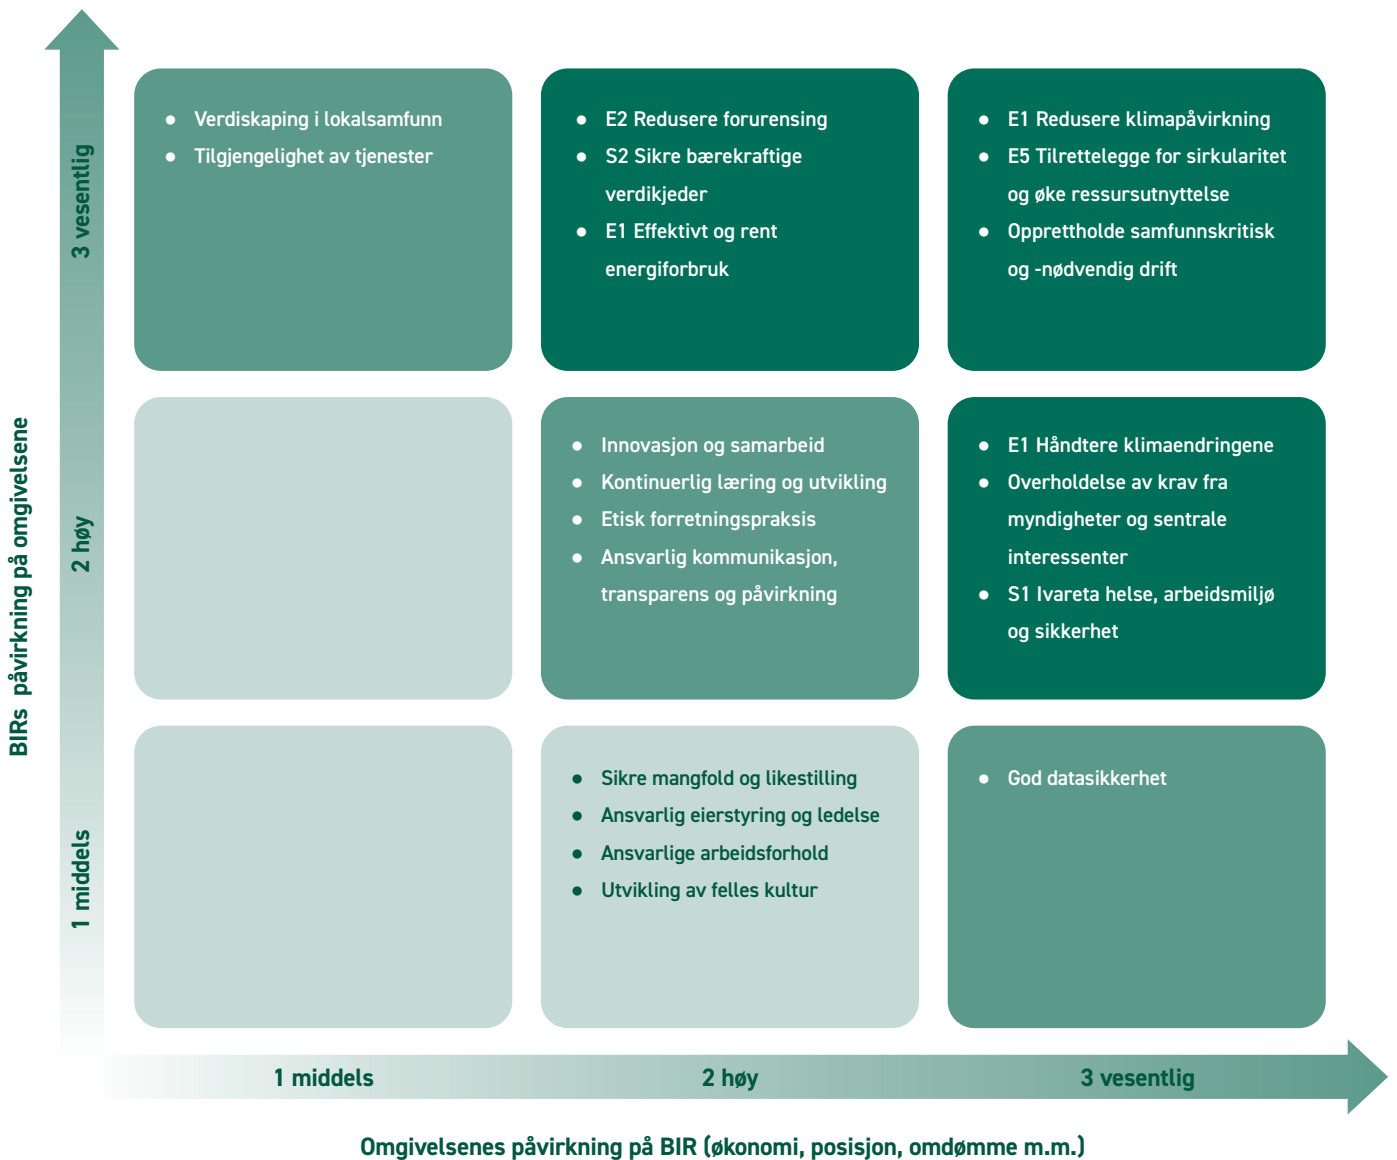 BIRs påvirkning på omgivelsene
3 vesentlig
2 høy
1 middels
● Verdiskaping i lokalsamfunn
● Tilgjengelighet av tjenester
● E2 Redusere forurensing
● S2 Sikre bærekraftige
verdikjeder
● E1 Effektivt og rent
energiforbruk
● E1 Redusere klimapåvirkning
● E5 Tilrettelegge for sirkularitet
og øke ressursutnyttelse
● Opprettholde samfunnskritisk
og -nødvendig drift
● Innovasjon og samarbeid
● Kontinuerlig læring og utvikling
● Etisk forretningspraksis
● Ansvarlig kommunikasjon,
transparens og påvirkning
● E1 Håndtere klimaendringene
● Overholdelse av krav fra
myndigheter og sentrale
interessenter
● S1 Ivareta helse, arbeidsmiljø
og sikkerhet
● Sikre mangfold og likestilling
● Ansvarlig eierstyring og ledelse
● Ansvarlige arbeidsforhold
● Utvikling av felles kultur
● God datasikkerhet
1 middels
2 høy
3 vesentlig
Omgivelsenes påvirkning på BIR (økonomi, posisjon, omdømme m.m.)